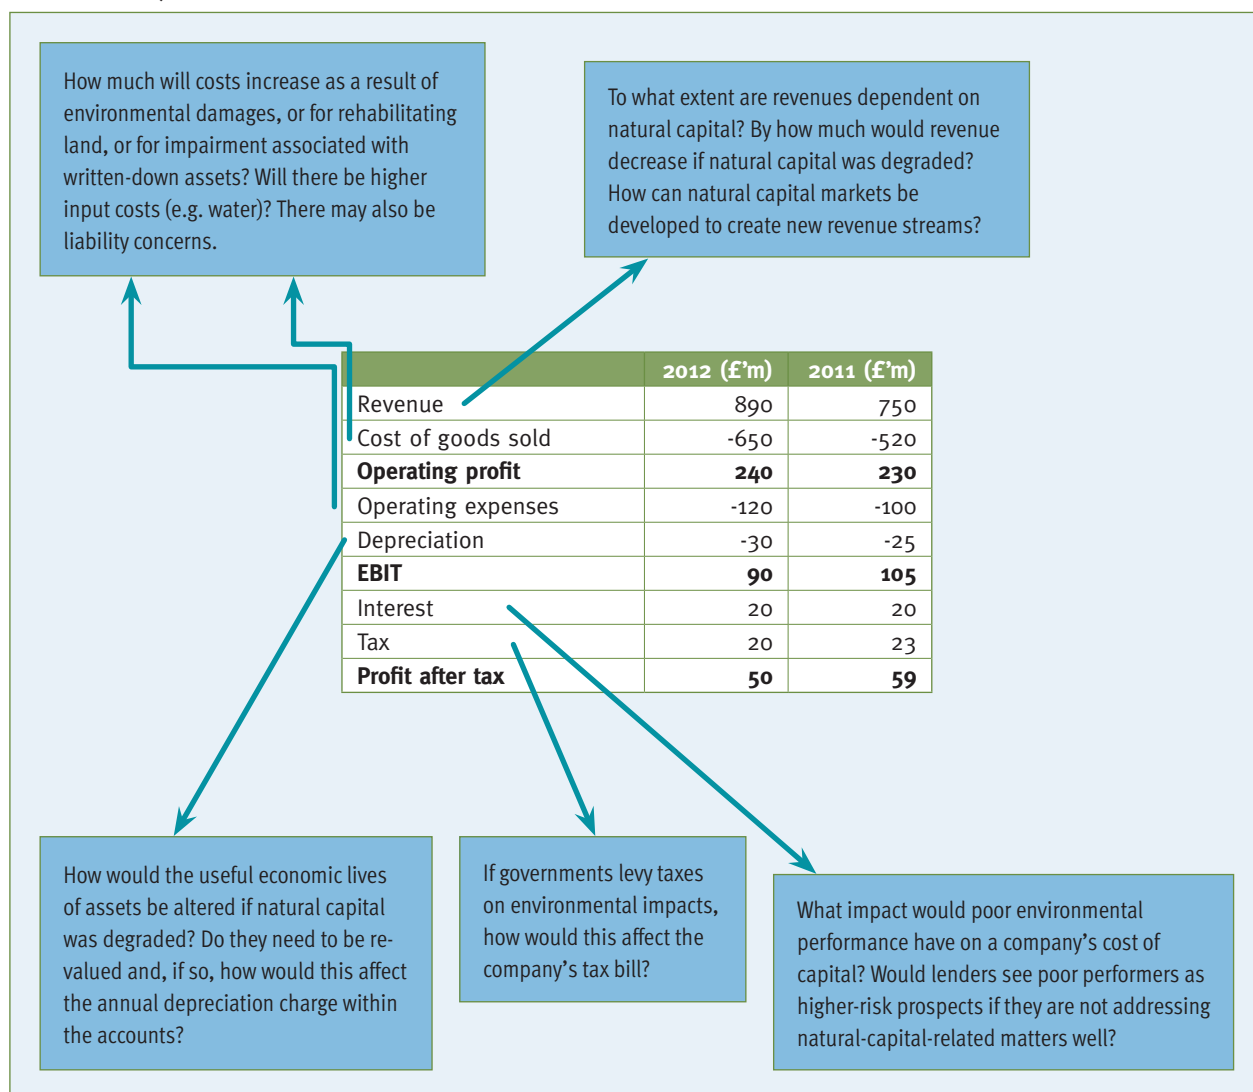 How much will costs increase as a result of
environmental damages, or for rehabilitating
land, or for impairment associated with
written-down assets? Will there be higher
input costs (e.g. water)? There may also be
liability concerns.
To what extent are revenues dependent on
natural capital? By how much would revenue
decrease if natural capital was degraded?
How can natural capital markets be
developed to create new revenue streams?
2012 (£’m) 2011 (£’m)
Revenue 890 750
Cost of goods sold -650 -520
Operating profit 240 230
Operating expenses -120 -100
Depreciation -30 -25
EBIT 90 105
Interest 20 20
Tax 20 23
Profit after tax 50 59
How would the useful economic lives
of assets be altered if natural capital
was degraded? Do they need to be re-
valued and, if so, how would this affect
the annual depreciation charge within
the accounts?
If governments levy taxes
on environmental impacts,
how would this affect the
company’s tax bill?
What impact would poor environmental
performance have on a company’s cost of
capital? Would lenders see poor performers as
higher-risk prospects if they are not addressing
natural-capital-related matters well?